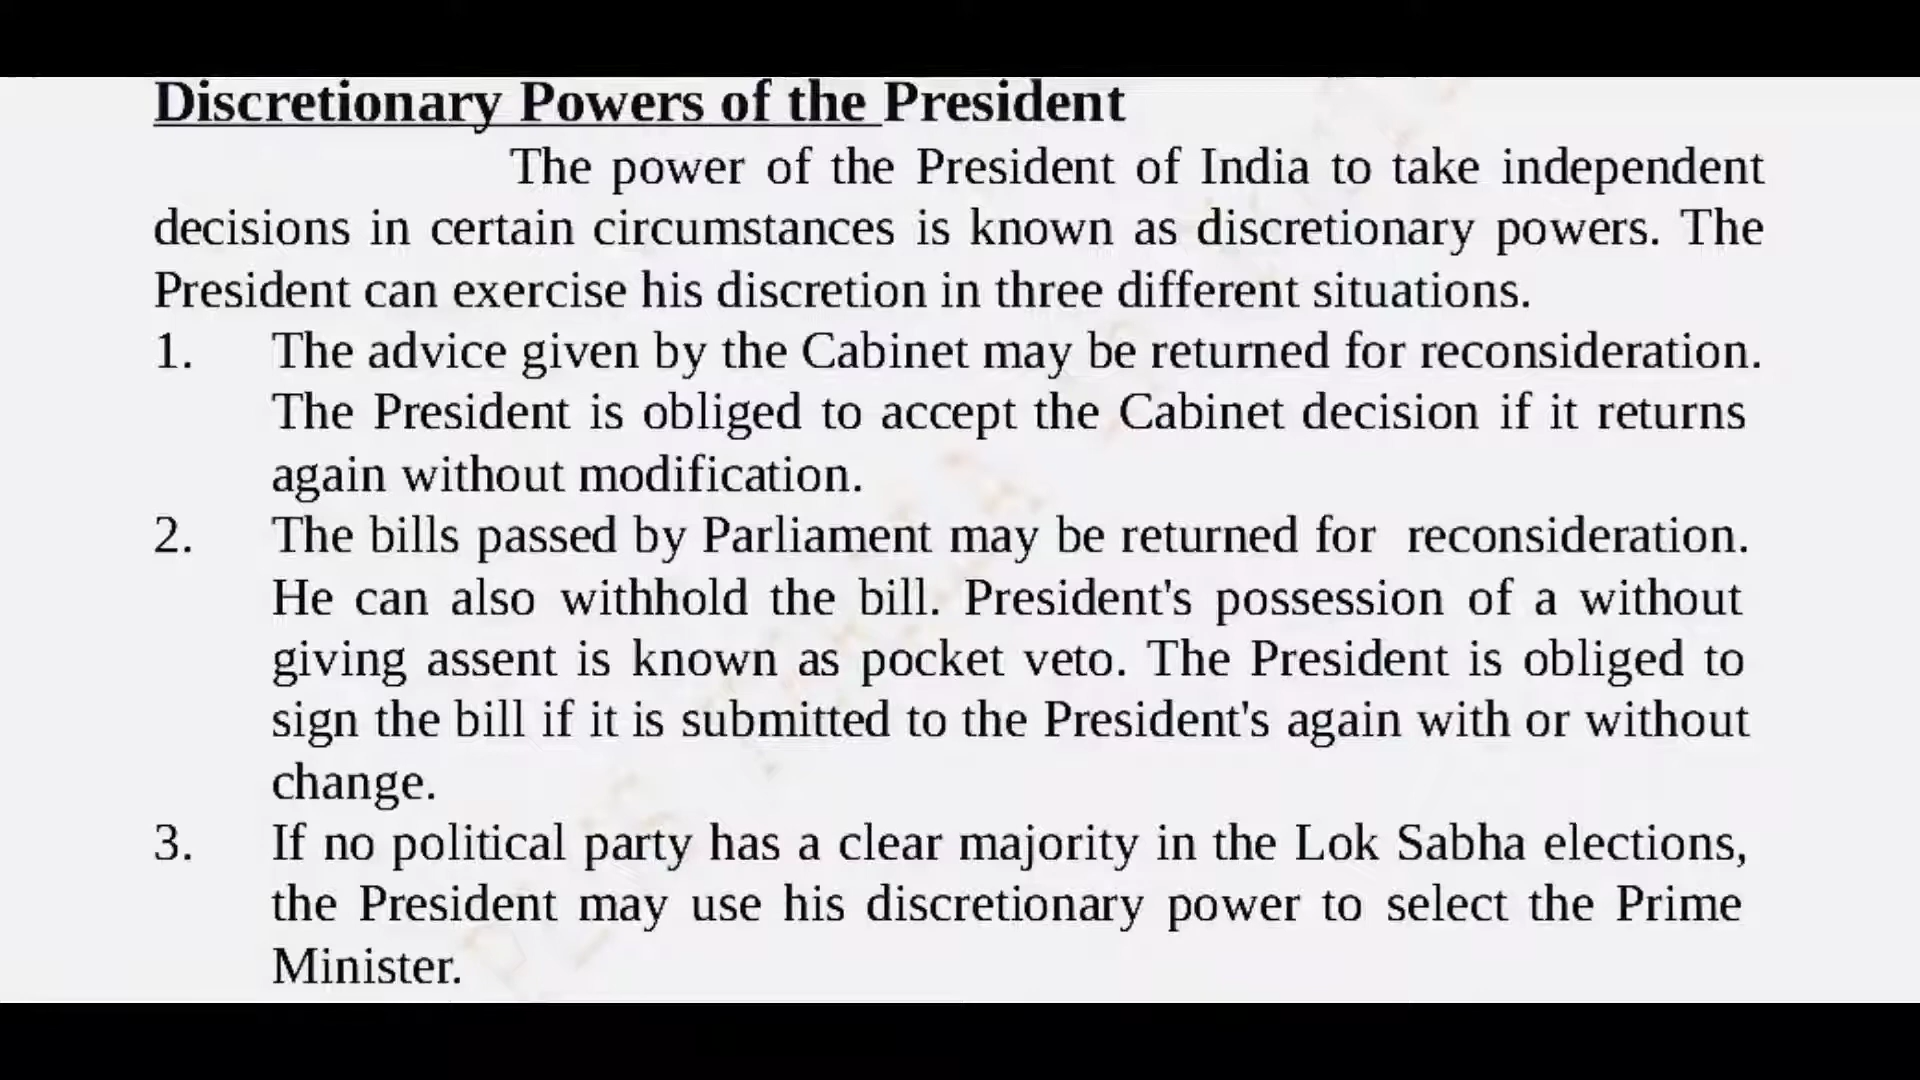 Discretionary Powers of the President
The power of the President of India to take independent
decisions in certain circumstances is known as discretionary powers. The
President can exercise his discretion in three different situations.
1. The advice given by the Cabinet may be returned for reconsideration.
The President is obliged to accept the Cabinet decision if it returns
again without modification.
2. The bills passed by Parliament may be returned for reconsideration.
He can also withhold the bill. President's possession of a without
giving assent is known as pocket veto. The President is obliged to
sign the bill if it is submitted to the President's again with or without
change.
3. If no political party has a clear majority in the Lok Sabha elections,
the President may use his discretionary power to select the Prime
Minister.